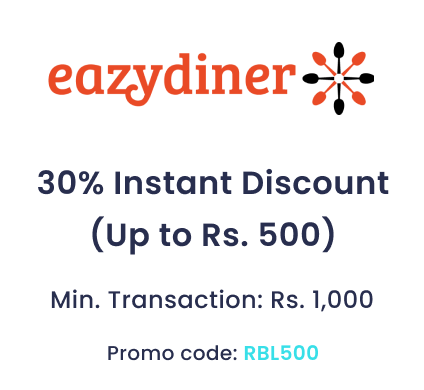 eazydiner
30% Instant Discount
(Up to Rs. 500)
Min. Transaction: Rs. 1,000
Promo code: RBL500